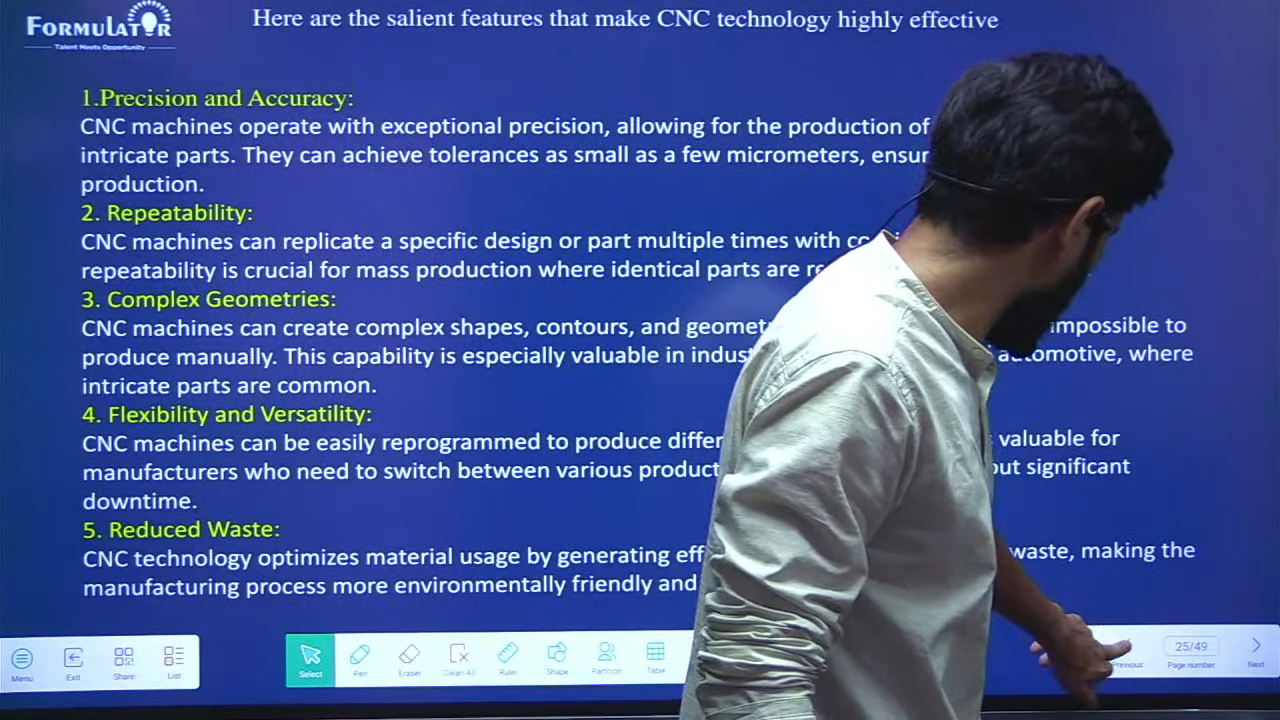 FORMULATOR
Talent Meets Opportunity
Here are the salient features that make CNC technology highly effective
1.Precision and Accuracy:
CNC machines operate with exceptional precision, allowing for the production of
intricate parts. They can achieve tolerances as small as a few micrometers, ensur
production.
2. Repeatability:
CNC machines can replicate a specific design or part multiple times with
repeatability is crucial for mass production where identical parts are
3. Complex Geometries:
CNC machines can create complex shapes, contours, and geomet impossible to
produce manually. This capability is especially valuable in indus automotive, where
intricate parts are common.
4. Flexibility and Versatility:
CNC machines can be easily reprogrammed to produce differ valuable for
manufacturers who need to switch between various product out significant
downtime.
5. Reduced Waste:
CNC technology optimizes material usage by generating eff waste, making the
manufacturing process more environmentally friendly and
Menu Exit Share List Select Pen Eraser Clean All Ruler Shape Partition Table Previous 25/49 Page number Next